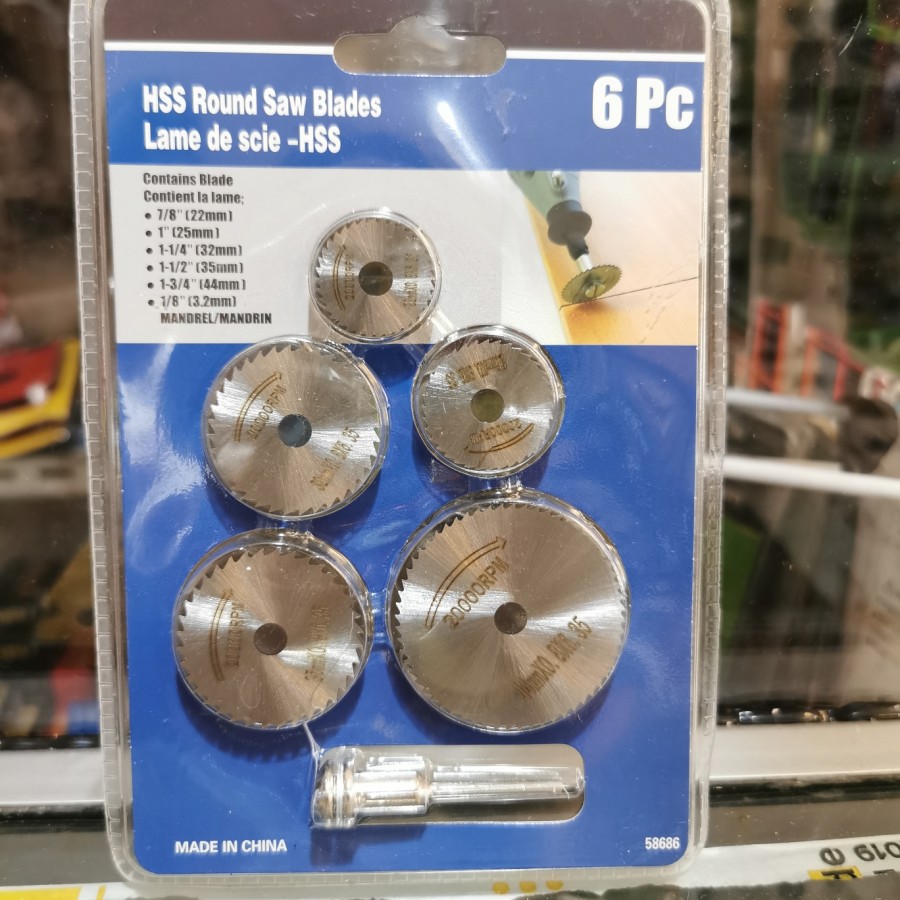 HSS Round Saw Blades
Lame de scie –HSS
6 Pc
Contains Blade
Contient la lame;
• 7/8" (22mm)
• 1" (25mm)
• 1-1/4" (32mm)
• 1-1/2" (35mm)
• 1-3/4" (44mm)
• 1/8" (3.2mm)
MANDREL/MANDRIN
20000RPM
20000RPM
MADE IN CHINA
58686